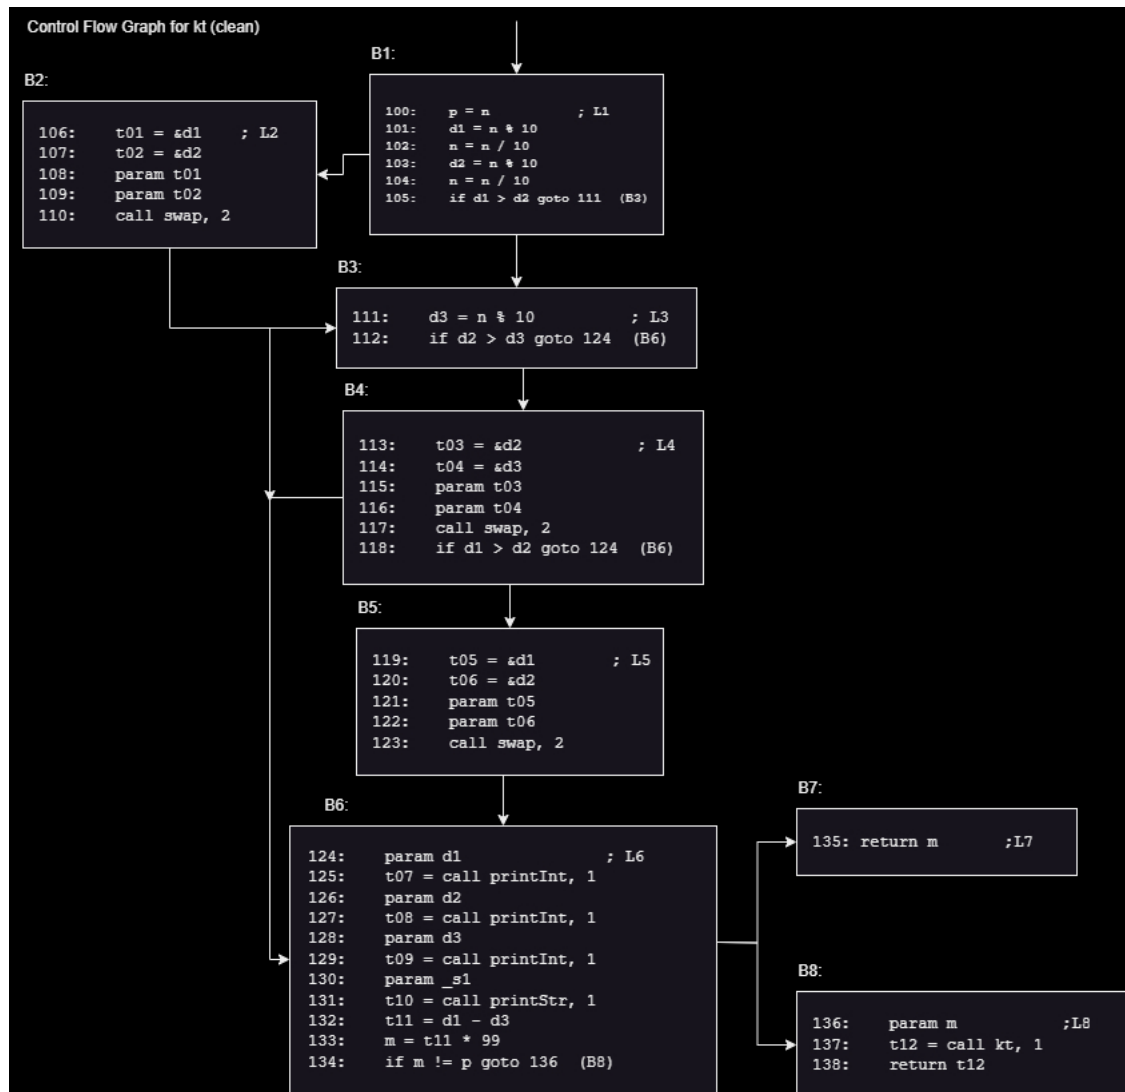 Control Flow Graph for kt (clean)
B1:
100: p = n ; L1
101: d1 = n % 10
102: n = n / 10
103: d2 = n % 10
104: n = n / 10
105: if d1 > d2 goto 111 (B3)
B2:
106: t01 = &d1 ; L2
107: t02 = &d2
108: param t01
109: param t02
110: call swap, 2
B3:
111: d3 = n % 10 ; L3
112: if d2 > d3 goto 124 (B6)
B4:
113: t03 = &d2 ; L4
114: t04 = &d3
115: param t03
116: param t04
117: call swap, 2
118: if d1 > d2 goto 124 (B6)
B5:
119: t05 = &d1 ; L5
120: t06 = &d2
121: param t05
122: param t06
123: call swap, 2
B6:
124: param d1 ; L6
125: t07 = call printInt, 1
126: param d2
127: t08 = call printInt, 1
128: param d3
129: t09 = call printInt, 1
130: param _s1
131: t10 = call printStr, 1
132: t11 = d1 - d3
133: m = t11 * 99
134: if m != p goto 136 (B8)
B7:
135: return m ;L7
B8:
136: param m ;L8
137: t12 = call kt, 1
138: return t12